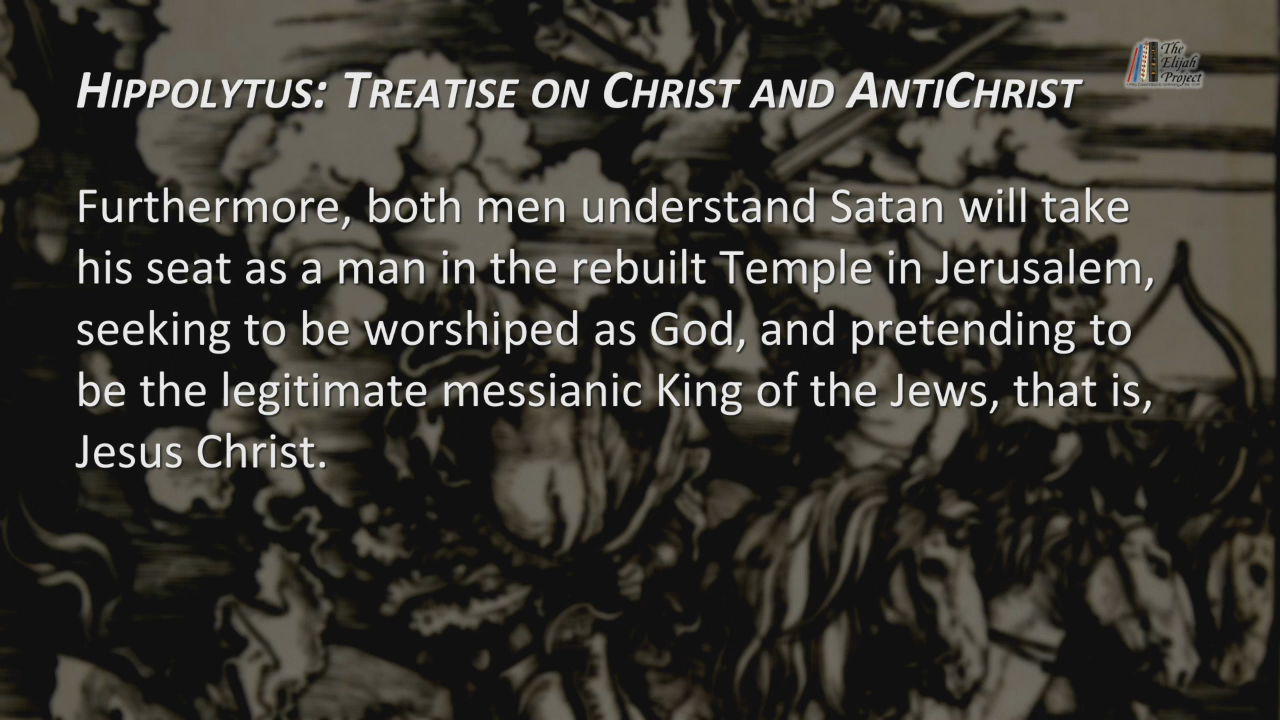 HIPPOLYTUS: TREATISE ON CHRIST AND ANTICHRIST
The
Elijah
Project
Furthermore, both men understand Satan will take
his seat as a man in the rebuilt Temple in Jerusalem,
seeking to be worshiped as God, and pretending to
be the legitimate messianic King of the Jews, that is,
Jesus Christ.